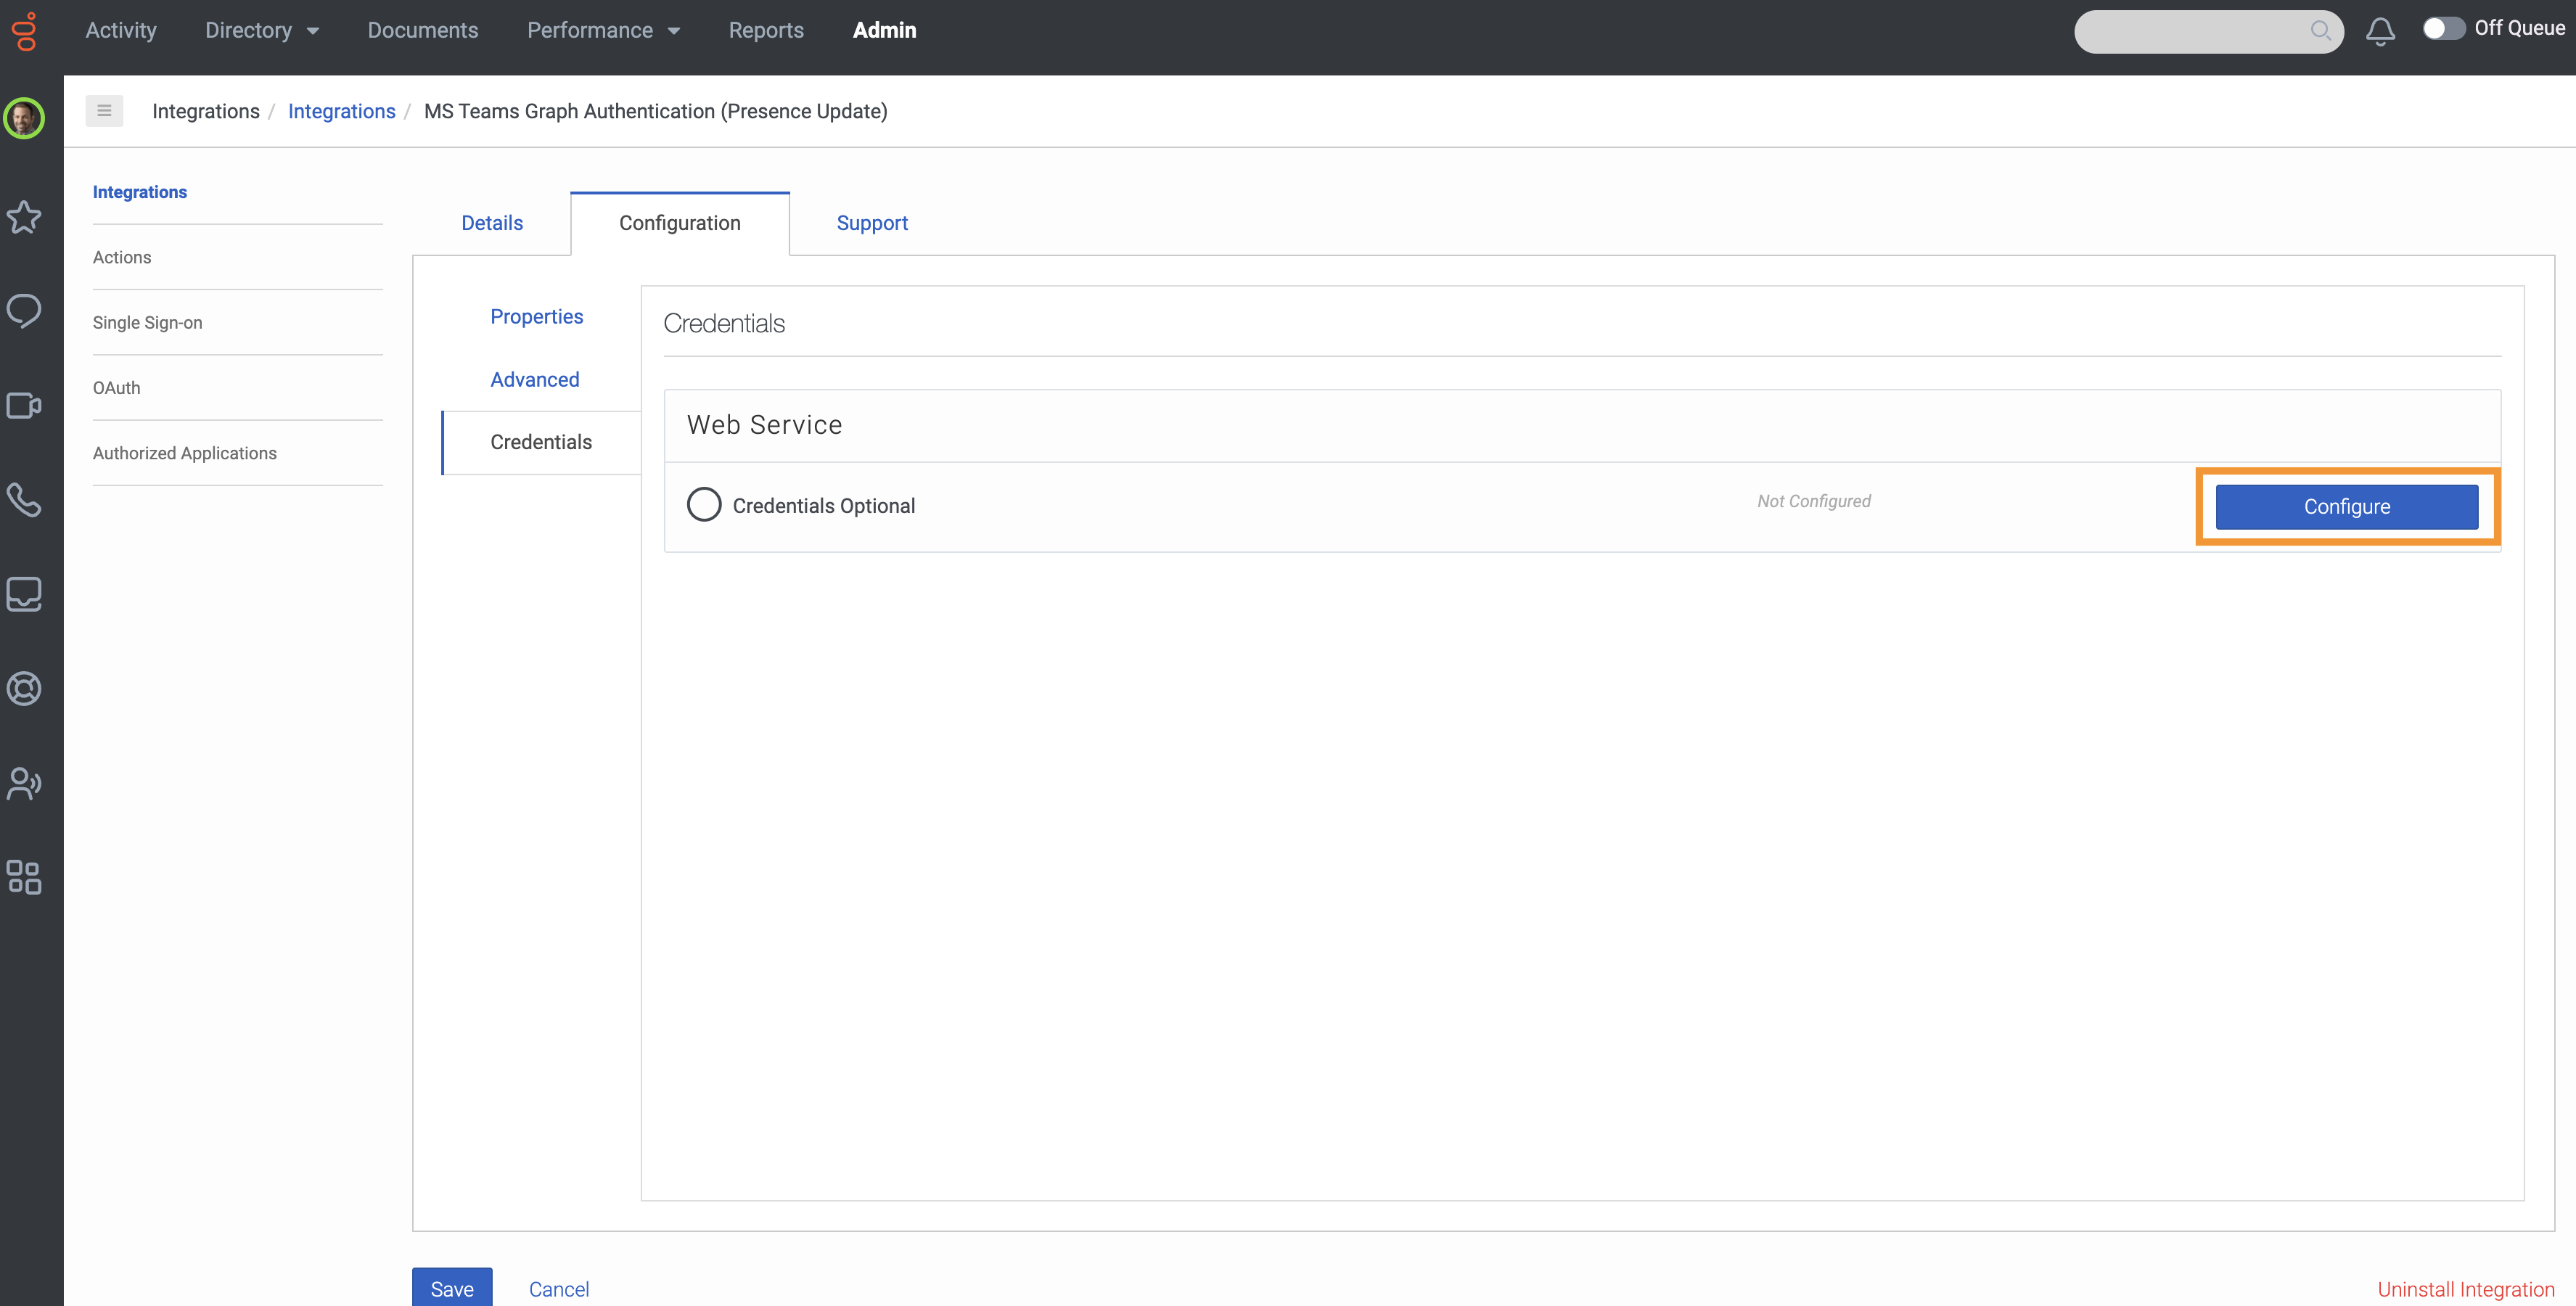 Activity Directory Documents Performance Reports Admin Off Queue
Integrations / Integrations / MS Teams Graph Authentication (Presence Update)
Integrations
Actions
Single Sign-on
OAuth
Authorized Applications
Details Configuration Support
Properties
Advanced
Credentials
Credentials
Web Service
Credentials Optional Not Configured Configure
Save Cancel Uninstall Integration